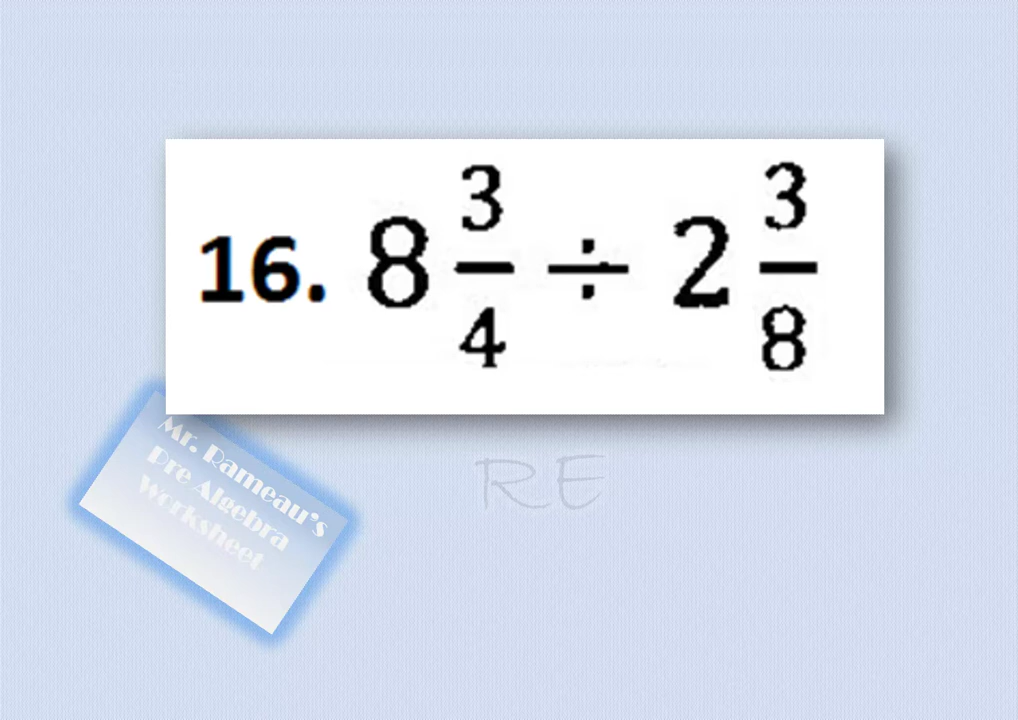 16. 8 3/4 ÷ 2 3/8
Mr. Rameau's
Pre Algebra
Worksheet
RE